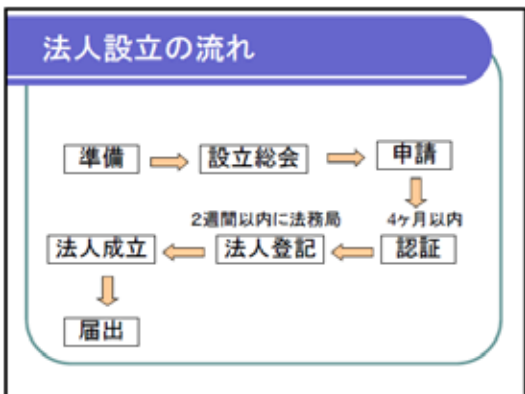 法人設立の流れ
準備
設立総会
申請
4ヶ月以内
認証
2週間以内に法務局
法人登記
法人成立
届出